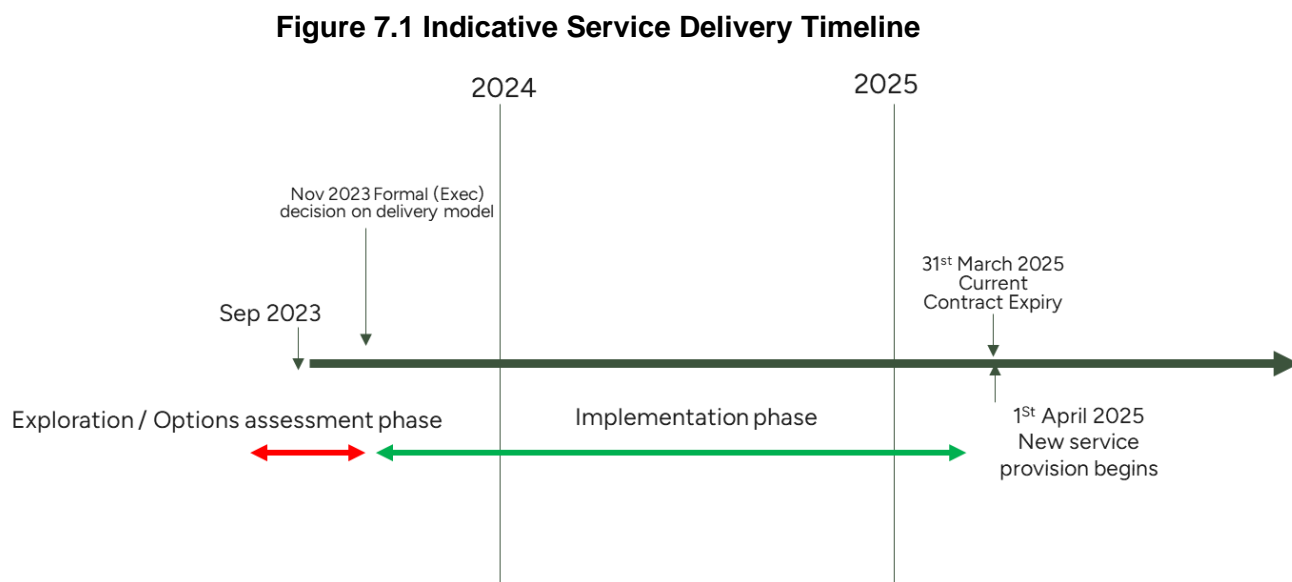 Figure 7.1 Indicative Service Delivery Timeline
2024
2025
Nov 2023 Formal (Exec)
decision on delivery model
Sep 2023
31st March 2025
Current
Contract Expiry
Exploration / Options assessment phase
Implementation phase
1St April 2025
New service
provision begins